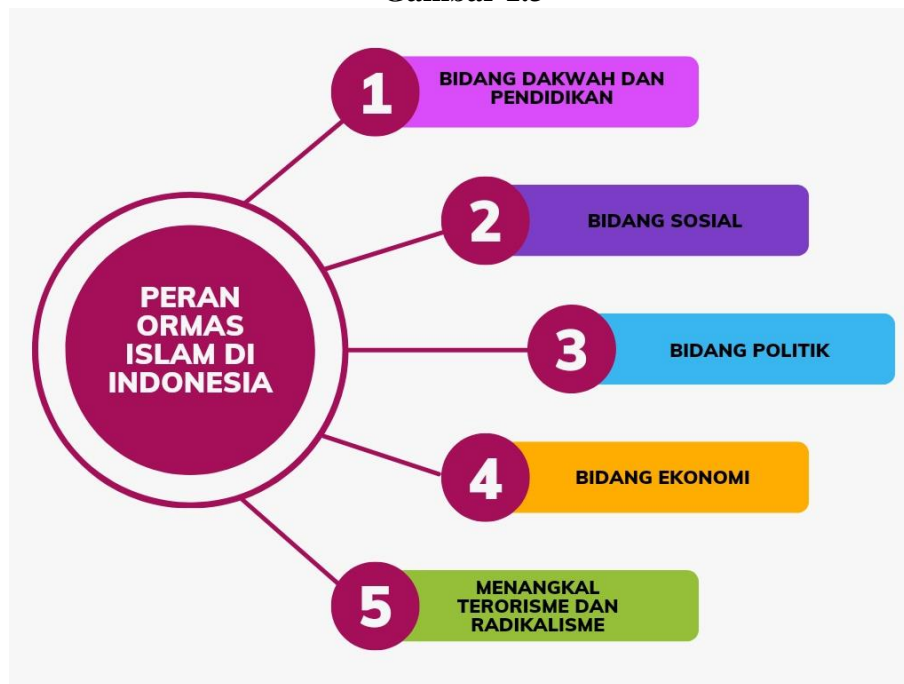 PERAN
ORMAS
ISLAM DI
INDONESIA
1
BIDANG DAKWAH DAN
PENDIDIKAN
2
BIDANG SOSIAL
3
BIDANG POLITIK
4
BIDANG EKONOMI
5
MENANGKAL
TERORISME DAN
RADIKALISME